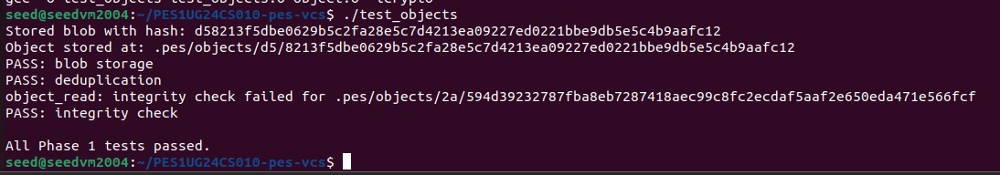 seed@seedvm2004:~/PES1UG24CS010-pes-vcs$ ./test_objects
Stored blob with hash: d58213f5dbe0629b5c2fa28e5c7d4213ea09227ed0221bbe9db5e5c4b9aafc12
Object stored at: .pes/objects/d5/8213f5dbe0629b5c2fa28e5c7d4213ea09227ed0221bbe9db5e5c4b9aafc12
PASS: blob storage
PASS: deduplication
object_read: integrity check failed for .pes/objects/2a/594d39232787fba8eb7287418aec99c8fc2ecdaf5aaf2e650eda471e566fcf
PASS: integrity check
All Phase 1 tests passed.
seed@seedvm2004:~/PES1UG24CS010-pes-vcs$